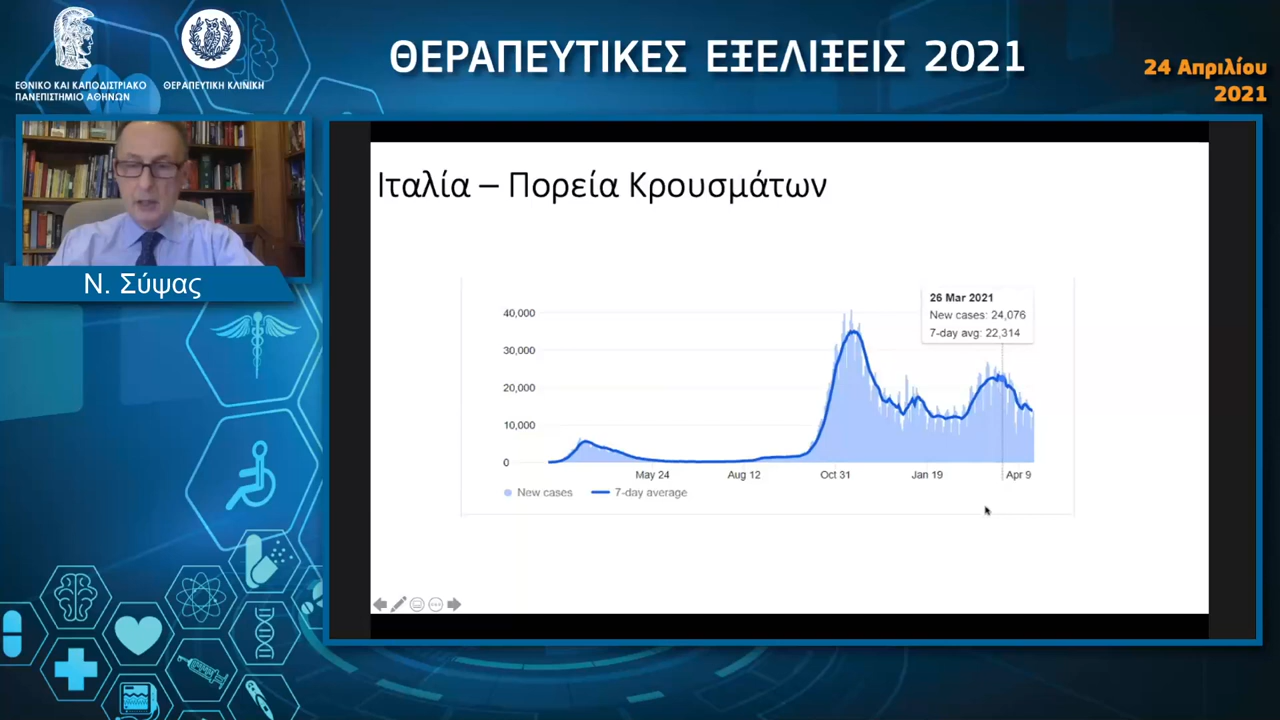 ΕΘΝΙΚΟ ΚΑΙ ΚΑΠΟΔΙΣΤΡΙΑΚΟ
ΠΑΝΕΠΙΣΤΗΜΙΟ ΑΘΗΝΩΝ
ΘΕΡΑΠΕΥΤΙΚΗ ΚΛΙΝΙΚΗ
ΘΕΡΑΠΕΥΤΙΚΕΣ ΕΞΕΛΙΞΕΙΣ 2021
24 Απριλίου
2021
Ν. Σύψας
Ιταλία – Πορεία Κρουσμάτων
26 Mar 2021
New cases: 24,076
7-day avg: 22,314
40,000
30,000
20,000
10,000
0
May 24
Aug 12
Oct 31
Jan 19
Apr 9
New cases
7-day average